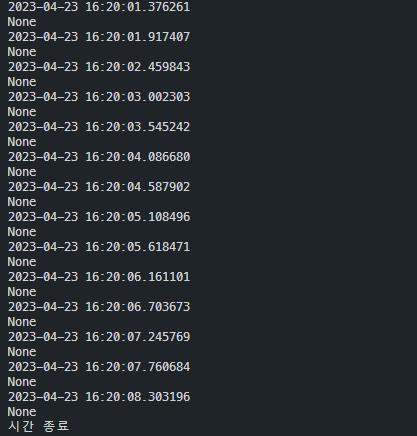 2023-04-23 16:20:01.376261
None
2023-04-23 16:20:01.917407
None
2023-04-23 16:20:02.459843
None
2023-04-23 16:20:03.002303
None
2023-04-23 16:20:03.545242
None
2023-04-23 16:20:04.086680
None
2023-04-23 16:20:04.587902
None
2023-04-23 16:20:05.108496
None
2023-04-23 16:20:05.618471
None
2023-04-23 16:20:06.161101
None
2023-04-23 16:20:06.703673
None
2023-04-23 16:20:07.245769
None
2023-04-23 16:20:07.760684
None
2023-04-23 16:20:08.303196
None
시간 종료